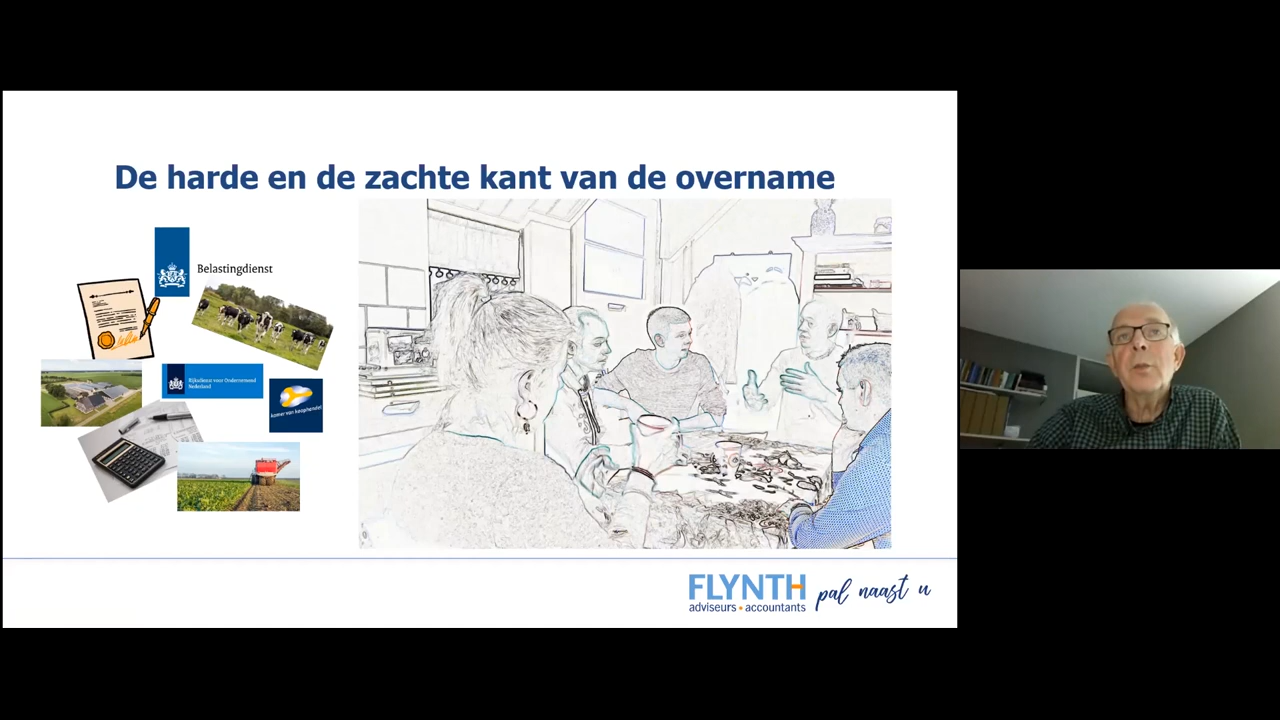 De harde en de zachte kant van de overname
Belastingdienst
Rijksdienst voor Ondernemend
Nederland
kamer van koophandel
FLYNTH
adviseurs • accountants
pal naast u